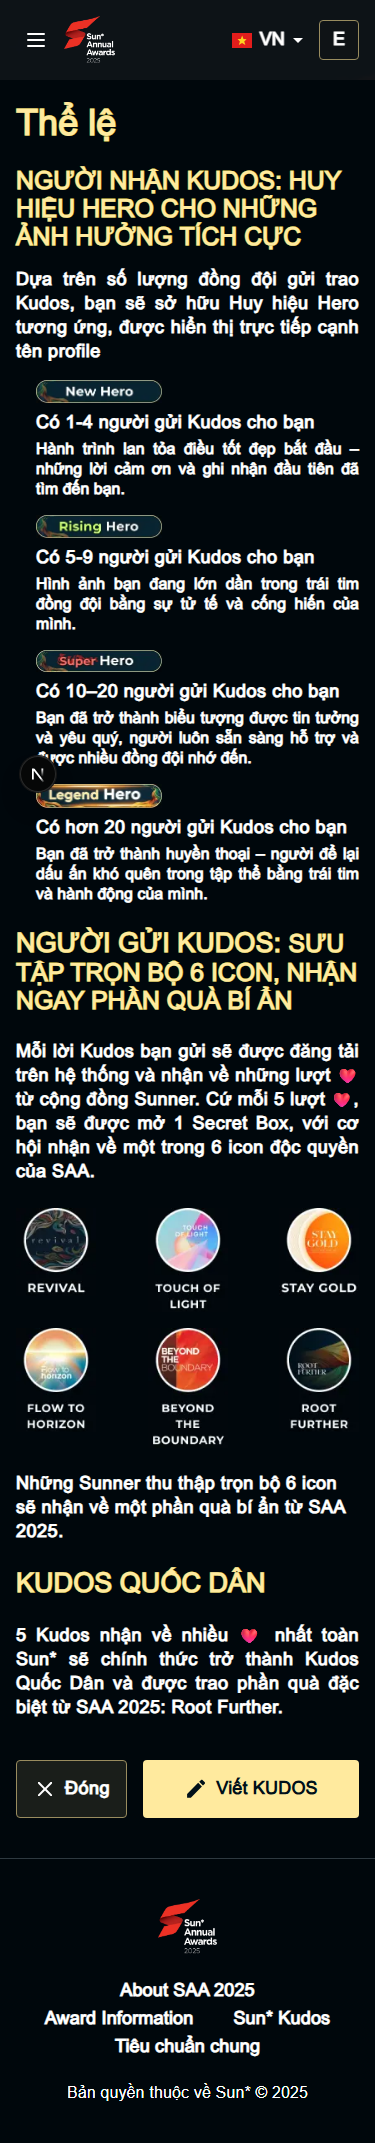 Sun*
Annual
Awards
2025
VN
E
Thể lệ
NGƯỜI NHẬN KUDOS: HUY
HIỆU HERO CHO NHỮNG
ẢNH HƯỞNG TÍCH CỰC
Dựa trên số lượng đồng đội gửi trao
Kudos, bạn sẽ sở hữu Huy hiệu Hero
tương ứng, được hiển thị trực tiếp cạnh
tên profile
New Hero
Có 1-4 người gửi Kudos cho bạn
Hành trình lan tỏa điều tốt đẹp bắt đầu –
những lời cảm ơn và ghi nhận đầu tiên đã
tìm đến bạn.
Rising Hero
Có 5-9 người gửi Kudos cho bạn
Hình ảnh bạn đang lớn dần trong trái tim
đồng đội bằng sự tử tế và cống hiến của
mình.
Super Hero
Có 10–20 người gửi Kudos cho bạn
Bạn đã trở thành biểu tượng được tin tưởng
và yêu quý, người luôn sẵn sàng hỗ trợ và
được nhiều đồng đội nhớ đến.
N
Legend Hero
Có hơn 20 người gửi Kudos cho bạn
Bạn đã trở thành huyền thoại – người để lại
dấu ấn khó quên trong tập thể bằng trái tim
và hành động của mình.
NGƯỜI GỬI KUDOS: SƯU
TẬP TRỌN BỘ 6 ICON, NHẬN
NGAY PHẦN QUÀ BÍ ẨN
Mỗi lời Kudos bạn gửi sẽ được đăng tải
trên hệ thống và nhận về những lượt ❤️
từ cộng đồng Sunner. Cứ mỗi 5 lượt ❤️,
bạn sẽ được mở 1 Secret Box, với cơ
hội nhận về một trong 6 icon độc quyền
của SAA.
revival
TOUCH
OF LIGHT
STAY
GOLD
REVIVAL
TOUCH OF
LIGHT
STAY GOLD
Flow to
horizon
BEYOND
THE
BOUNDARY
ROOT
FURTHER
FLOW TO
HORIZON
BEYOND
THE
BOUNDARY
ROOT
FURTHER
Những Sunner thu thập trọn bộ 6 icon
sẽ nhận về một phần quà bí ẩn từ SAA
2025.
KUDOS QUỐC DÂN
5 Kudos nhận về nhiều ❤️ nhất toàn
Sun* sẽ chính thức trở thành Kudos
Quốc Dân và được trao phần quà đặc
biệt từ SAA 2025: Root Further.
Đóng
Viết KUDOS
Sun*
Annual
Awards
2025
About SAA 2025
Award Information
Sun* Kudos
Tiêu chuẩn chung
Bản quyền thuộc về Sun* © 2025